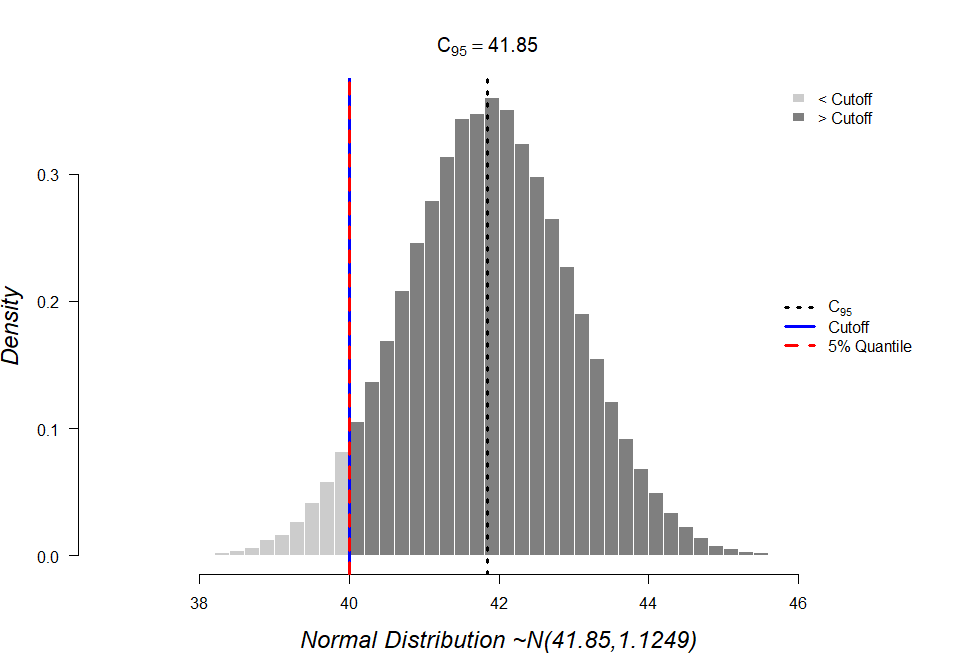 C95 = 41.85
< Cutoff
> Cutoff
0.3
0.2
0.1
0.0
Density
C95
Cutoff
5% Quantile
38 40 42 44 46
Normal Distribution ~N(41.85,1.1249)